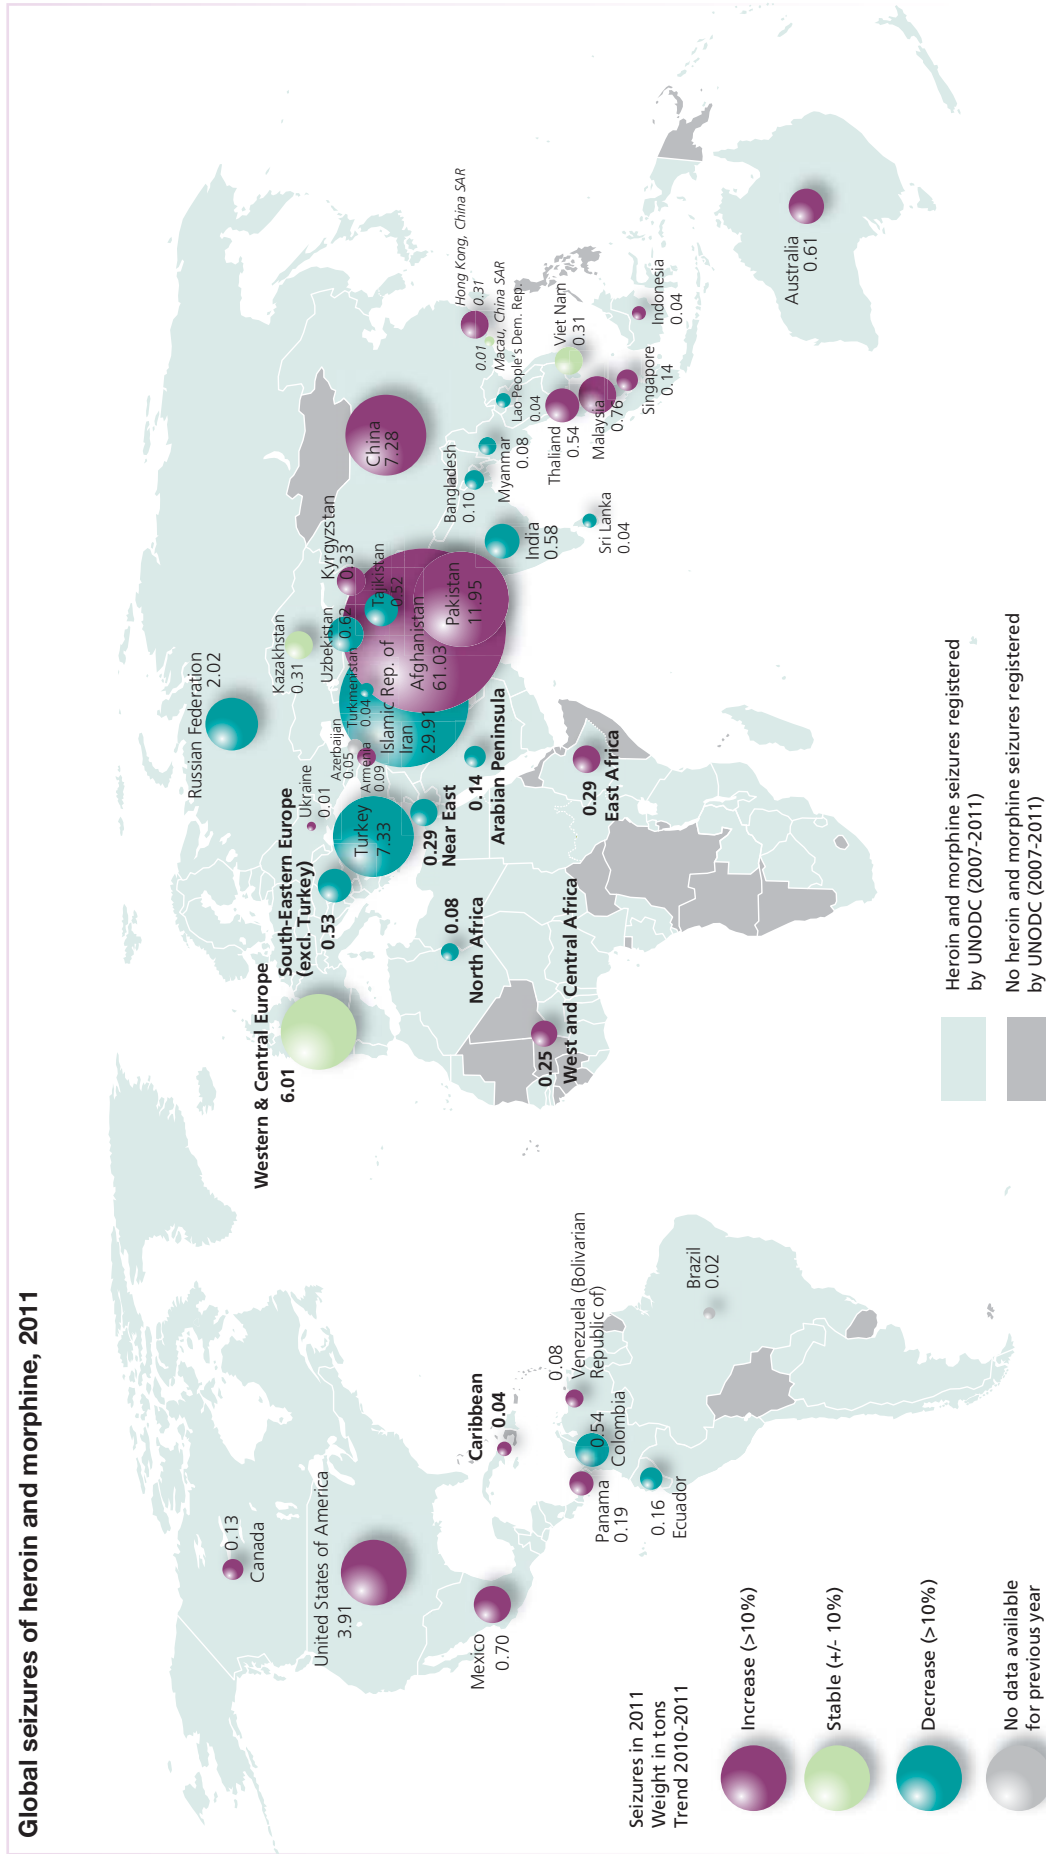 Global seizures of heroin and morphine, 2011
0.13
Canada
United States of America
3.91
Mexico
0.70
Caribbean
0.04
0.08
Venezuela (Bolivarian
Republic of)
0.54
Colombia
Panama
0.19
0.16
Ecuador
Brazil
0.02
Western & Central Europe
6.01
South-Eastern Europe
(excl. Turkey)
0.53
Ukraine
0.01
Turkey
7.33
0.29
Near East
0.08
North Africa
0.25
West and Central Africa
0.29
East Africa
0.14
Arabian Peninsula
Russian Federation
2.02
Kazakhstan
0.31
Azerbaijan
0.05
Armenia
0.09
Turkmenistan
0.04
Uzbekistan
0.62
Kyrgyzstan
0.33
Tajikistan
0.52
Islamic Rep. of
Iran
29.91
Afghanistan
61.03
Pakistan
11.95
China
7.28
India
0.58
Sri Lanka
0.04
Bangladesh
0.10
Myanmar
0.08
Lao People's Dem. Rep.
0.04
Hong Kong, China SAR
0.31
0.01
Macau, China SAR
Viet Nam
0.31
Thailand
0.54
Malaysia
0.76
Singapore
0.14
Indonesia
0.04
Australia
0.61
Seizures in 2011
Weight in tons
Trend 2010-2011
Increase (>10%)
Stable (+/- 10%)
Decrease (>10%)
No data available
for previous year
Heroin and morphine seizures registered
by UNODC (2007-2011)
No heroin and morphine seizures registered
by UNODC (2007-2011)